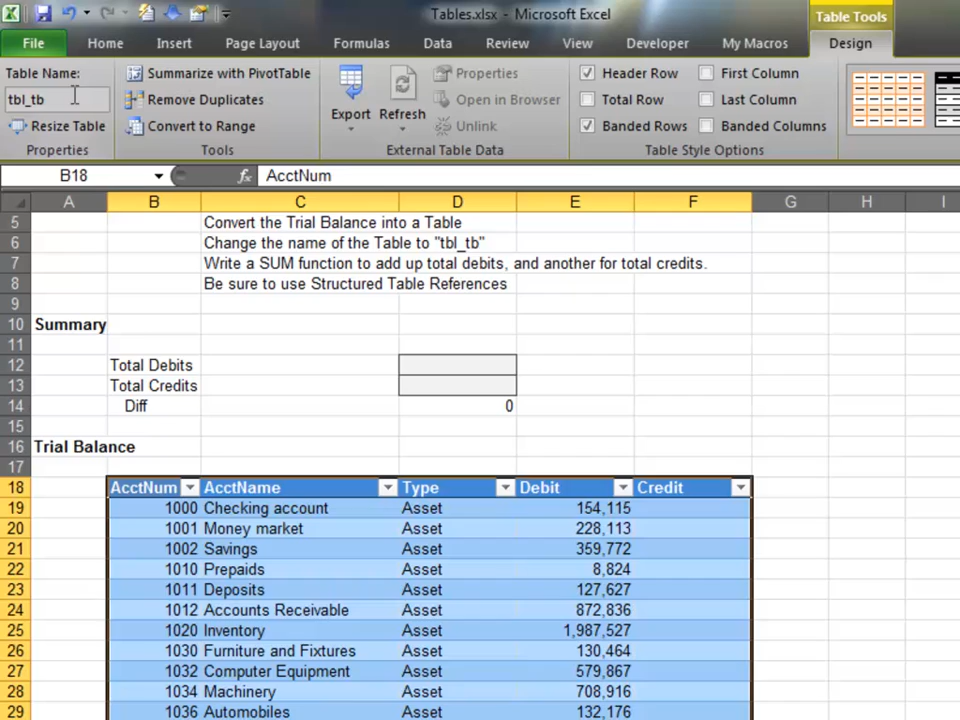 Tables.xlsx - Microsoft Excel
Table Tools
File Home Insert Page Layout Formulas Data Review View Developer My Macros Design
Table Name: Summarize with PivotTable Properties Header Row First Column
tbl_tb Remove Duplicates Export Refresh Open in Browser Total Row Last Column
Resize Table Convert to Range Unlink Banded Rows Banded Columns
Properties Tools External Table Data Table Style Options
B18 fx AcctNum
A B C D E F G H I
5 Convert the Trial Balance into a Table
6 Change the name of the Table to "tbl_tb"
7 Write a SUM function to add up total debits, and another for total credits.
8 Be sure to use Structured Table References
9
10 Summary
11
12 Total Debits
13 Total Credits
14 Diff 0
15
16 Trial Balance
17
18 AcctNum AcctName Type Debit Credit
19 1000 Checking account Asset 154,115
20 1001 Money market Asset 228,113
21 1002 Savings Asset 359,772
22 1010 Prepaids Asset 8,824
23 1011 Deposits Asset 127,627
24 1012 Accounts Receivable Asset 872,836
25 1020 Inventory Asset 1,987,527
26 1030 Furniture and Fixtures Asset 130,464
27 1032 Computer Equipment Asset 579,867
28 1034 Machinery Asset 708,916
29 1036 Automobiles Asset 132,176